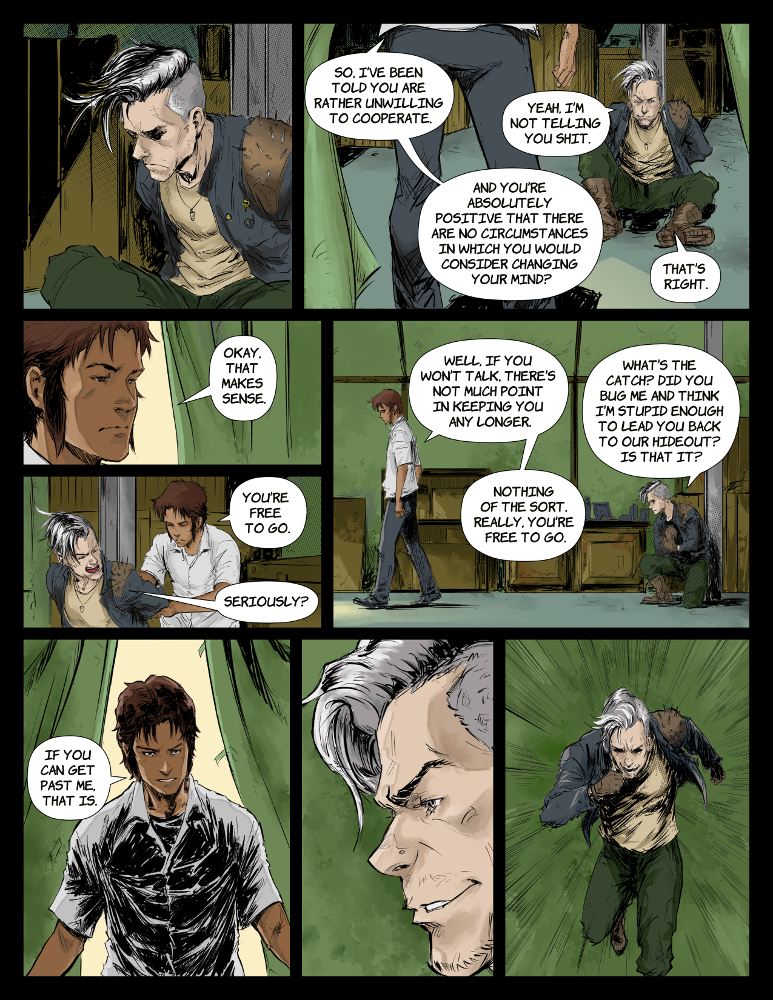 SO, I'VE BEEN
TOLD YOU ARE
RATHER UNWILLING
TO COOPERATE.
YEAH, I'M
NOT TELLING
YOU SHIT.
AND YOU'RE
ABSOLUTELY
POSITIVE THAT THERE
ARE NO CIRCUMSTANCES
IN WHICH YOU WOULD
CONSIDER CHANGING
YOUR MIND?
THAT'S
RIGHT.
OKAY,
THAT
MAKES
SENSE.
YOU'RE
FREE
TO GO.
SERIOUSLY?
WELL, IF YOU
WON'T TALK, THERE'S
NOT MUCH POINT
IN KEEPING YOU
ANY LONGER.
WHAT'S THE
CATCH? DID YOU
BUG ME AND THINK
I'M STUPID ENOUGH
TO LEAD YOU BACK
TO OUR HIDEOUT?
IS THAT IT?
NOTHING
OF THE SORT.
REALLY, YOU'RE
FREE TO GO.
IF YOU
CAN GET
PAST ME,
THAT IS.